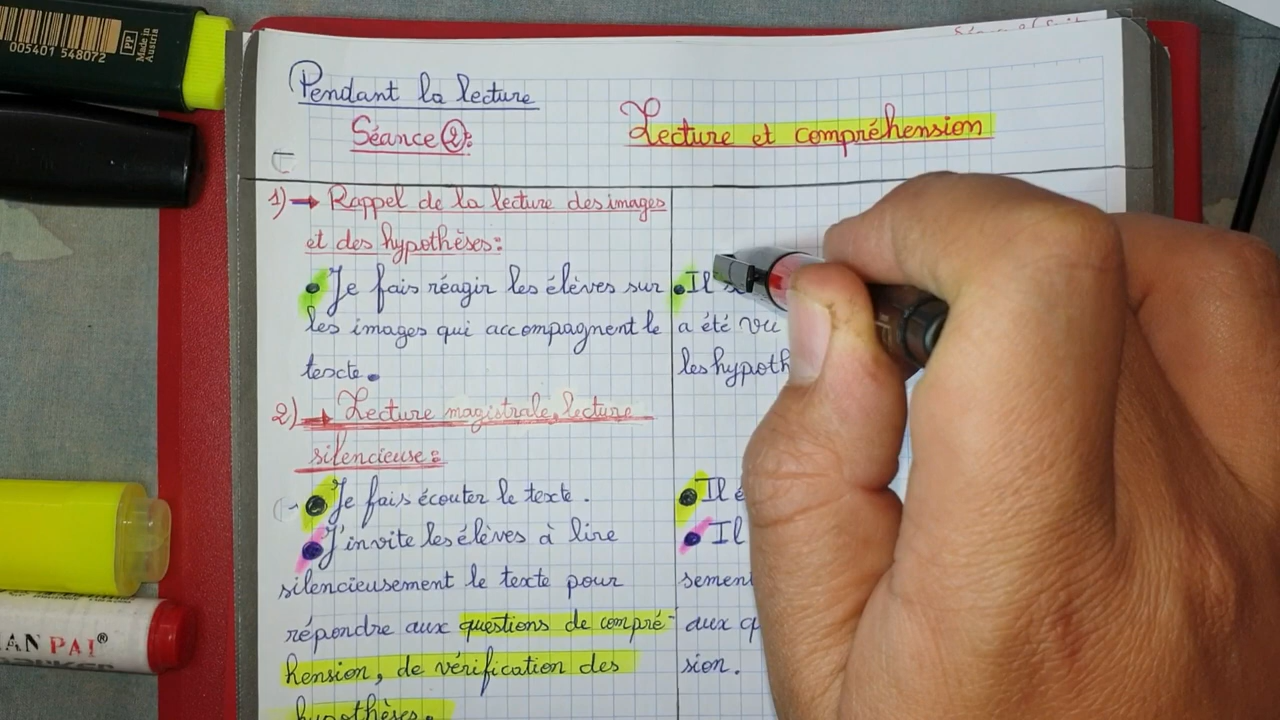 005401 548072
PP
Made in
Austria
Pendant la lecture
Séance 2:
Lecture et compréhension
1) → Rappel de la lecture des images
et des hypothèses:
• Je fais réagir les élèves sur
les images qui accompagnent le
texte.
2) → Lecture magistrale, lecture
silencieuse:
• Je fais écouter le texte.
• J'invite les élèves à lire
silencieusement le texte pour
répondre aux questions de compré-
hension, de vérification des
hypothèses.
• Il
a été vu
les hypoth
• Il é
• Il
sement
aux q
sion.
PAI®